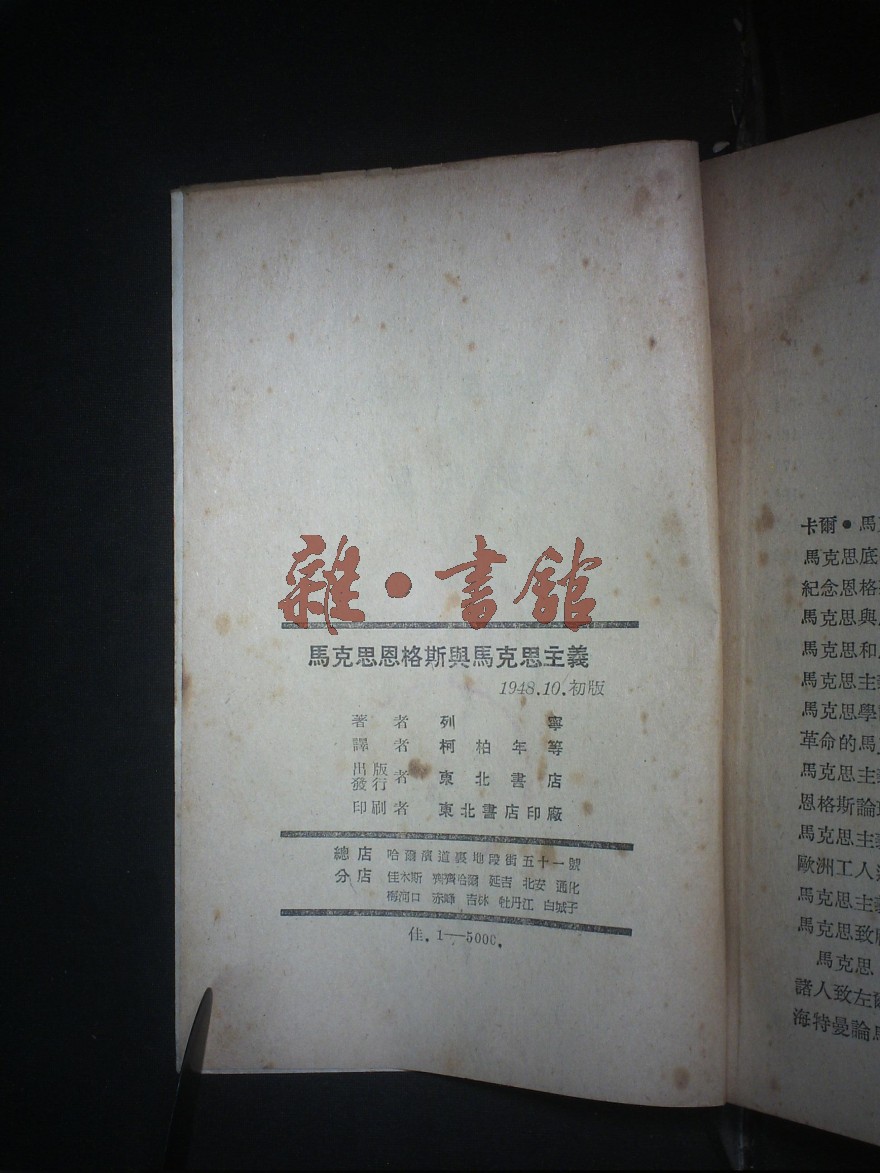 雜•書館
馬克思恩格斯與馬克思主義
1948.10.初版
著者 列寧
譯者 柯柏年等
出版發行者 東北書店
印刷者 東北書店印廠
總店 哈爾濱道裏地段街五十一號
分店 佳木斯 齊齊哈爾 延吉 北安 通化
梅河口 赤峰 吉林 牡丹江 白城子
佳.1—5000.
卡爾•馬
馬克思底
紀念恩格
馬克思與
馬克思和
馬克思主
馬克思學
革命的馬
馬克思主
恩格斯論
馬克思主
歐洲工人
馬克思主
馬克思致
馬克思
諸人致左
海特曼論